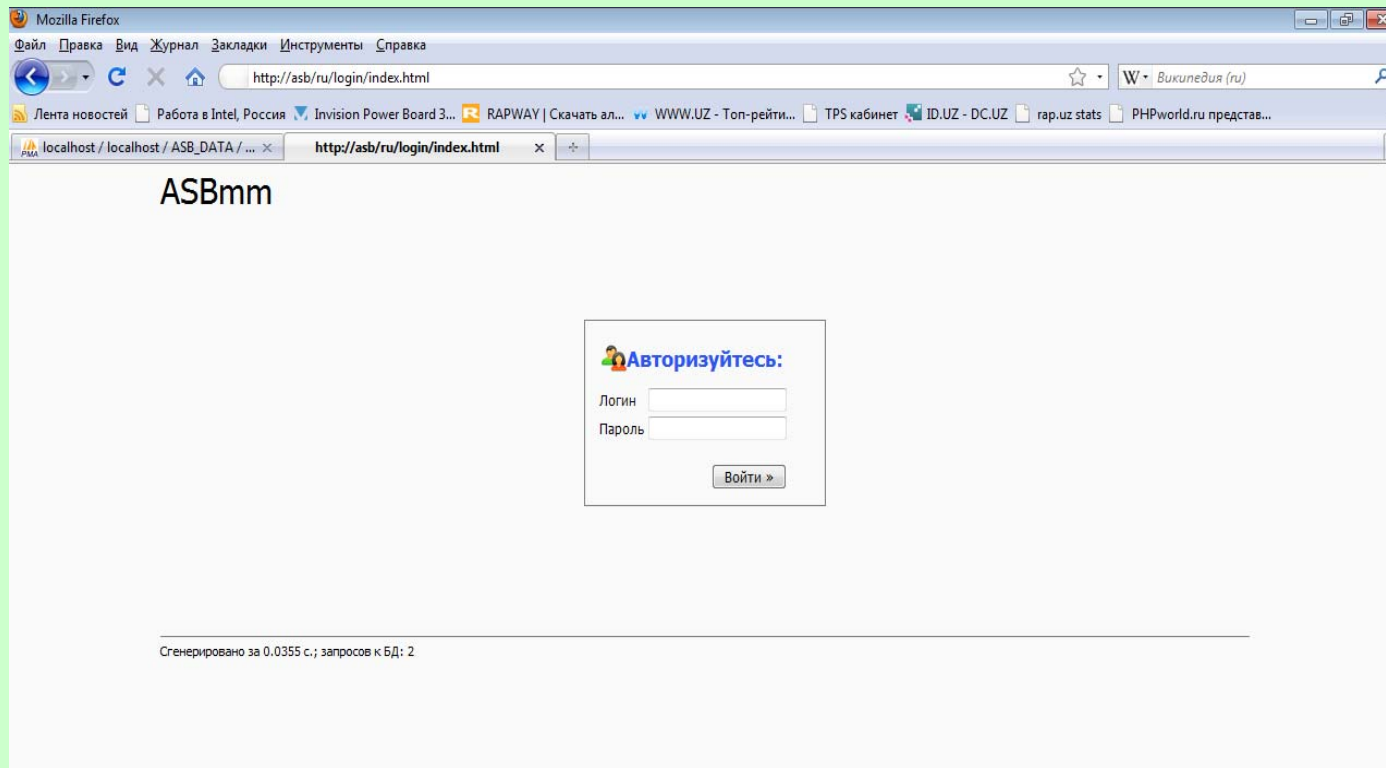 Mozilla Firefox
Файл Правка Вид Журнал Закладки Инструменты Справка
http://asb/ru/login/index.html W Википедия (ru)
Лента новостей Работа в Intel, Россия Invision Power Board 3... RAPWAY | Скачать ал... WWW.UZ - Топ-рейти... TPS кабинет ID.UZ - DC.UZ rap.uz stats PHPworld.ru представ...
PMA localhost / localhost / ASB_DATA / ... http://asb/ru/login/index.html
ASBmm
Авторизуйтесь:
Логин
Пароль
Войти »
Сгенерировано за 0.0355 с.; запросов к БД: 2